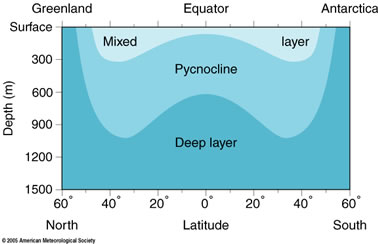 Greenland Equator Antarctica
Surface
Mixed layer
300
Pycnocline
600
Depth (m)
900
Deep layer
1200
1500
60° 40° 20° 0° 20° 40° 60°
North Latitude South
© 2005 American Meteorological Society